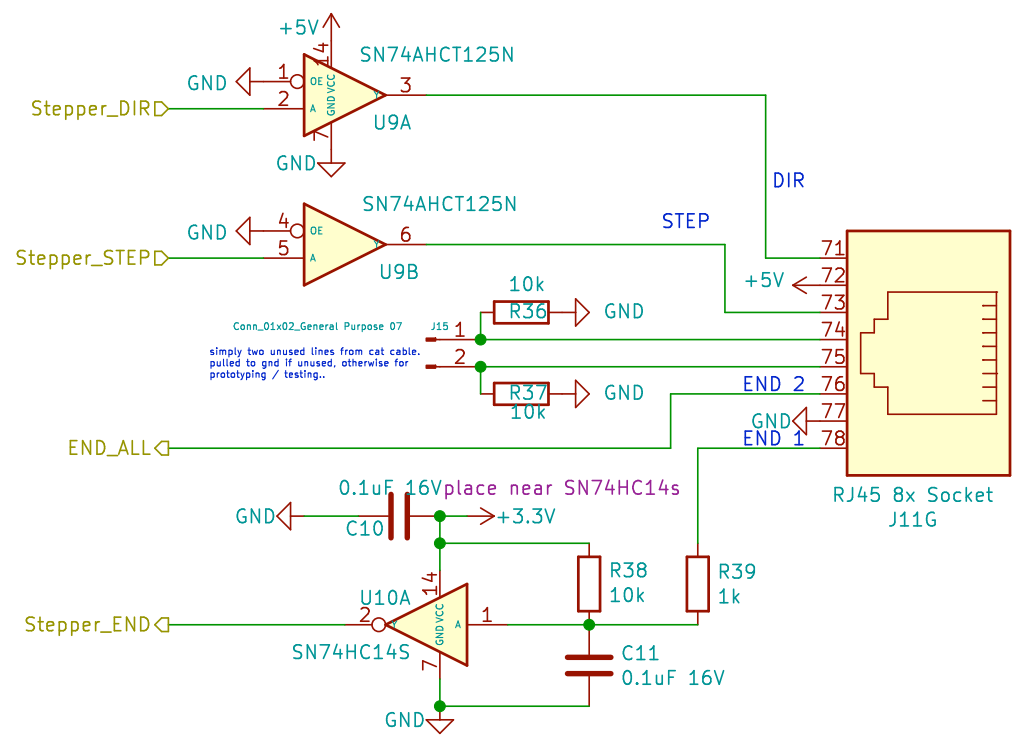 +5V
14
SN74AHCT125N
GND
1
OE
VCC
Stepper_DIR
2
A
GND
Y
3
U9A
7
GND
DIR
SN74AHCT125N
GND
4
OE
STEP
Stepper_STEP
5
A
Y
6
U9B
71
+5V
72
10k
R36
GND
73
Conn_01x02_General Purpose 07
J15
1
74
simply two unused lines from cat cable.
pulled to gnd if unused, otherwise for
prototyping / testing..
2
75
R37
10k
GND
END 2
76
GND
77
END_ALL
END 1
78
0.1uF 16V
place near SN74HC14s
RJ45 8x Socket
J11G
GND
C10
+3.3V
14
R38
10k
R39
1k
U10A
VCC
Stepper_END
2
Y
GND
A
1
SN74HC14S
7
C11
0.1uF 16V
GND